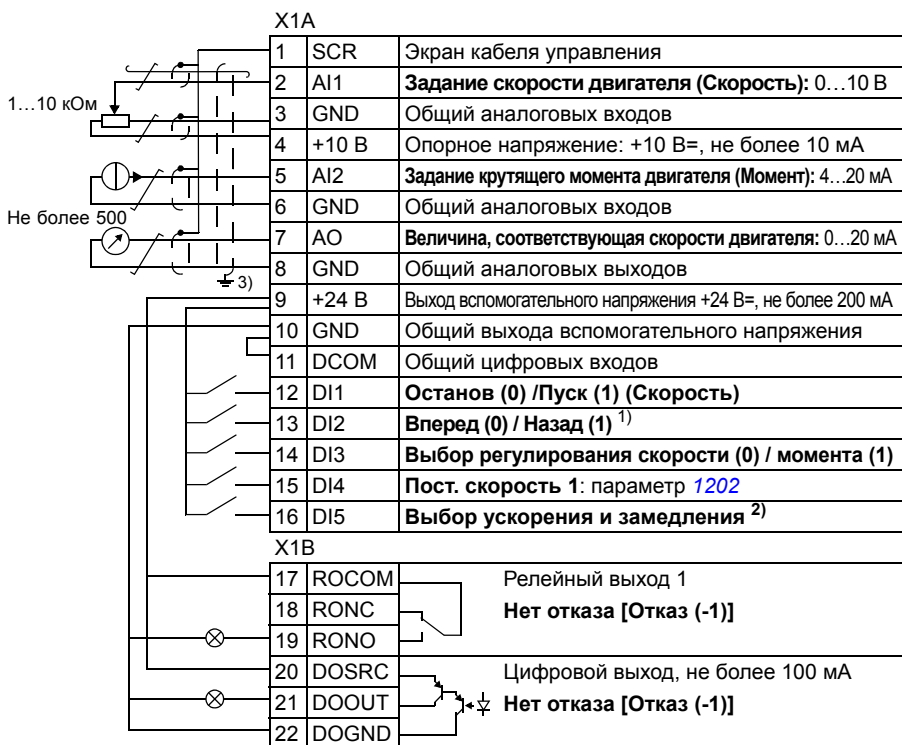 X1A
1 SCR Экран кабеля управления
2 AI1 Задание скорости двигателя (Скорость): 0…10 В
1…10 кОм
3 GND Общий аналоговых входов
4 +10 В Опорное напряжение: +10 В=, не более 10 мА
5 AI2 Задание крутящего момента двигателя (Момент): 4…20 мА
6 GND Общий аналоговых входов
Не более 500
7 AO Величина, соответствующая скорости двигателя: 0…20 мА
8 GND Общий аналоговых выходов
3)
9 +24 В Выход вспомогательного напряжения +24 В=, не более 200 мА
10 GND Общий выхода вспомогательного напряжения
11 DCOM Общий цифровых входов
12 DI1 Останов (0) /Пуск (1) (Скорость)
13 DI2 Вперед (0) / Назад (1) 1)
14 DI3 Выбор регулирования скорости (0) / момента (1)
15 DI4 Пост. скорость 1: параметр 1202
16 DI5 Выбор ускорения и замедления 2)
X1B
17 ROCOM Релейный выход 1
18 RONC Нет отказа [Отказ (-1)]
19 RONO
20 DOSRC Цифровой выход, не более 100 мА
21 DOOUT Нет отказа [Отказ (-1)]
22 DOGND